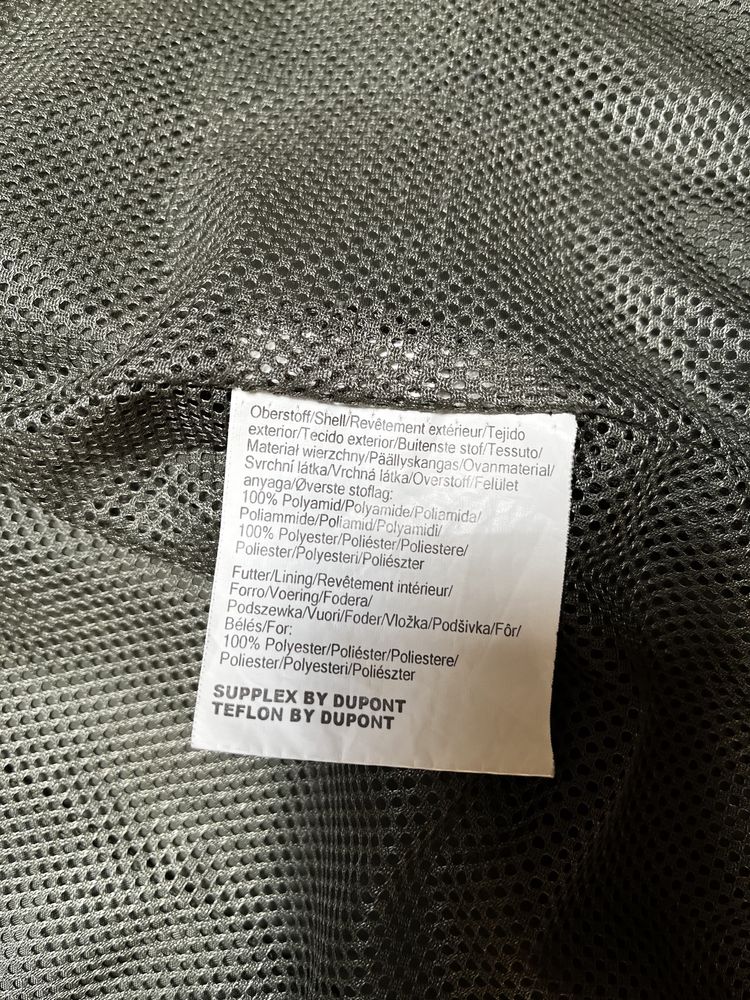 Oberstoff/Shell/Revêtement extérieur/Tejido
exterior/Tecido exterior/Buitenste stof/Tessuto/
Materiał wierzchny/Päällyskangas/Ovanmaterial/
Svrchní látka/Vrchná látka/Overstoff/Felület
anyaga/Øverste stoflag:
100% Polyamid/Polyamide/Poliamida/
Poliammide/Poliamid/Polyamidi/
100% Polyester/Poliéster/Poliestere/
Poliester/Polyesteri/Poliészter
Futter/Lining/Revêtement intérieur/
Forro/Voering/Fodera/
Podszewka/Vuori/Foder/Vložka/Podšivka/Fôr/
Bélés/For:
100% Polyester/Poliéster/Poliestere/
Poliester/Polyesteri/Poliészter
SUPPLEX BY DUPONT
TEFLON BY DUPONT